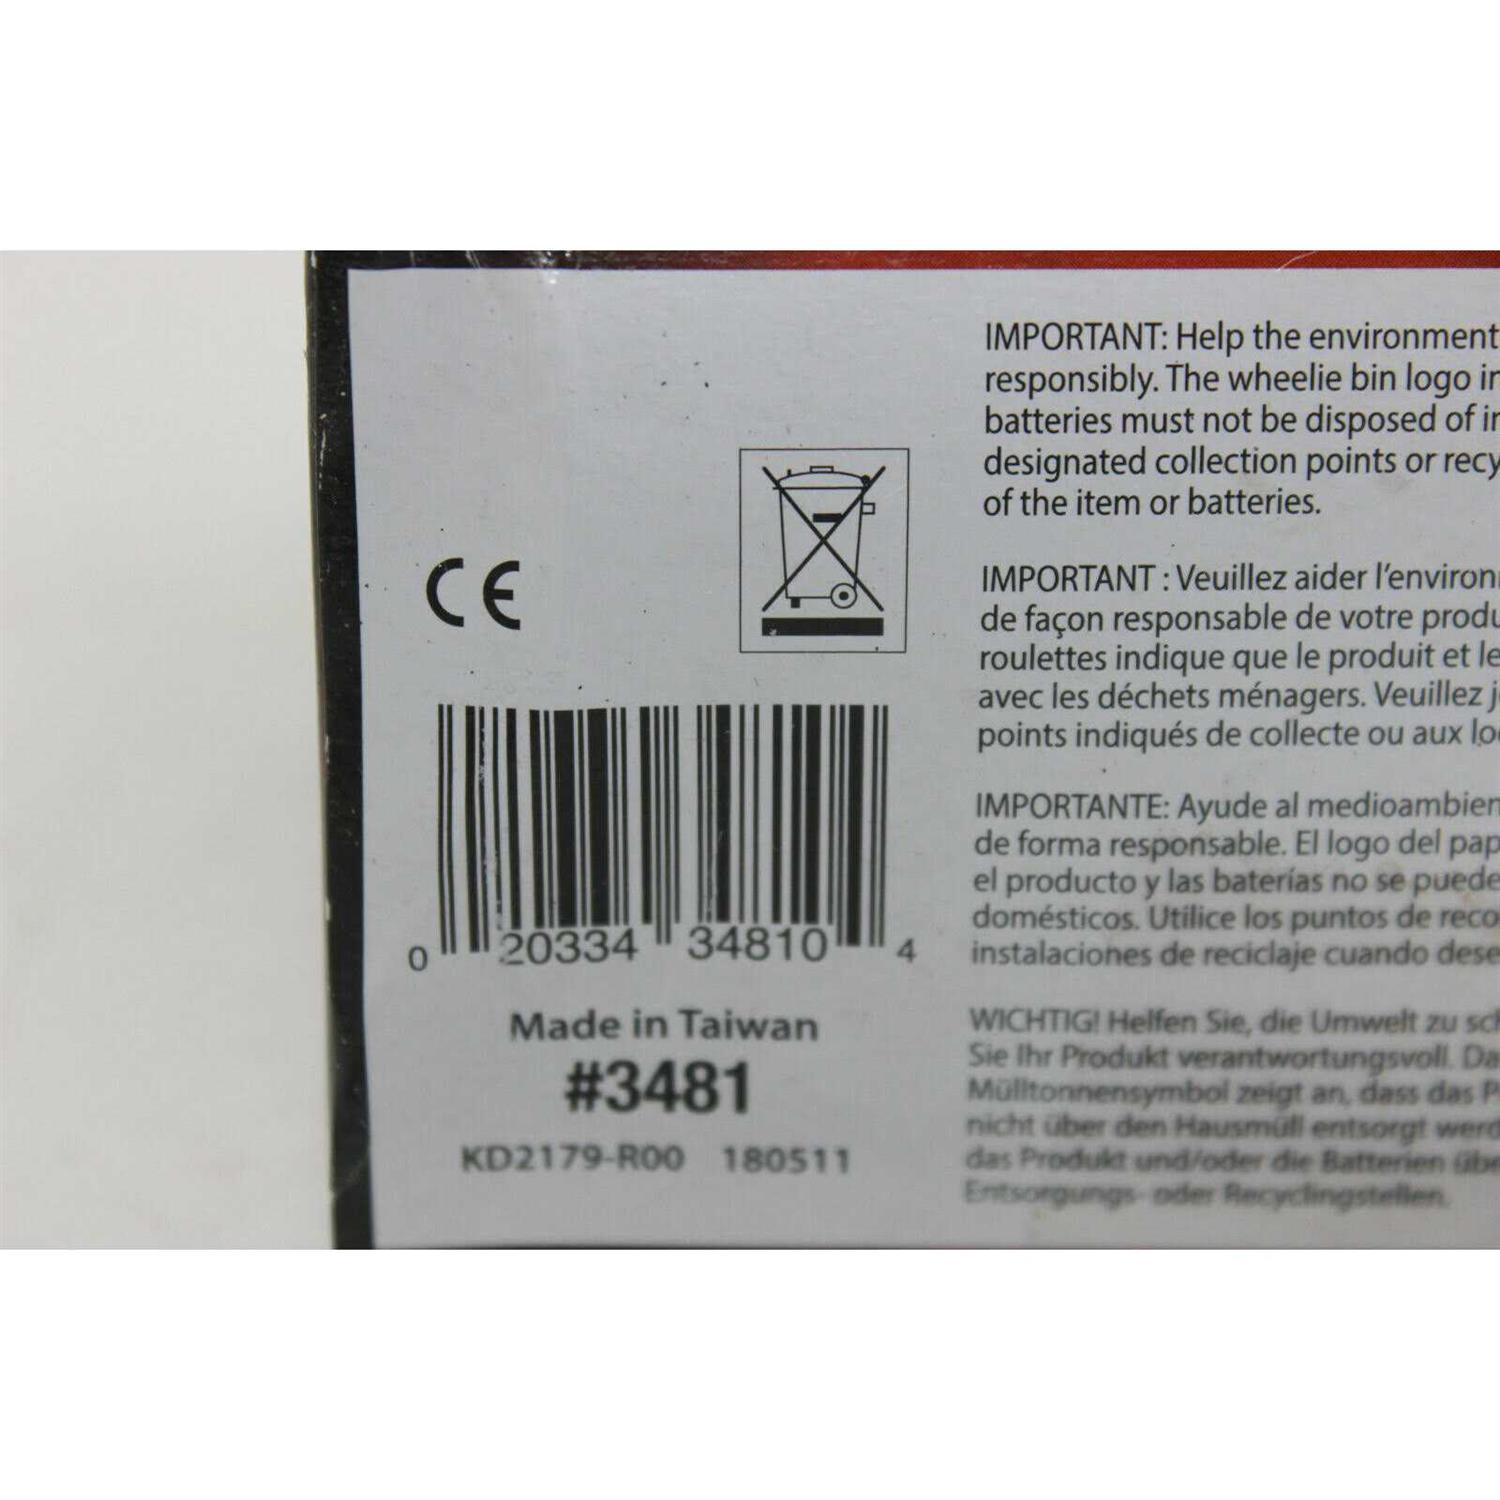 CE
0 20334 34810 4
Made in Taiwan
#3481
KD2179-R00 180511
IMPORTANT: Help the environment
responsibly. The wheelie bin logo in
batteries must not be disposed of in
designated collection points or recy
of the item or batteries.
IMPORTANT : Veuillez aider l'environ
de façon responsable de votre produ
roulettes indique que le produit et le
avec les déchets ménagers. Veuillez j
points indiqués de collecte ou aux lo
IMPORTANTE: Ayude al medioambien
de forma responsable. El logo del pap
el producto y las baterías no se puede
domésticos. Utilice los puntos de reco
instalaciones de reciclaje cuando dese
WICHTIG! Helfen Sie, die Umwelt zu sch
Sie Ihr Produkt verantwortungsvoll. Da
Mülltonnensymbol zeigt an, dass das P
nicht über den Hausmüll entsorgt werd
das Produkt und/oder die Batterien übe
Entsorgungs- oder Recyclingstellen.